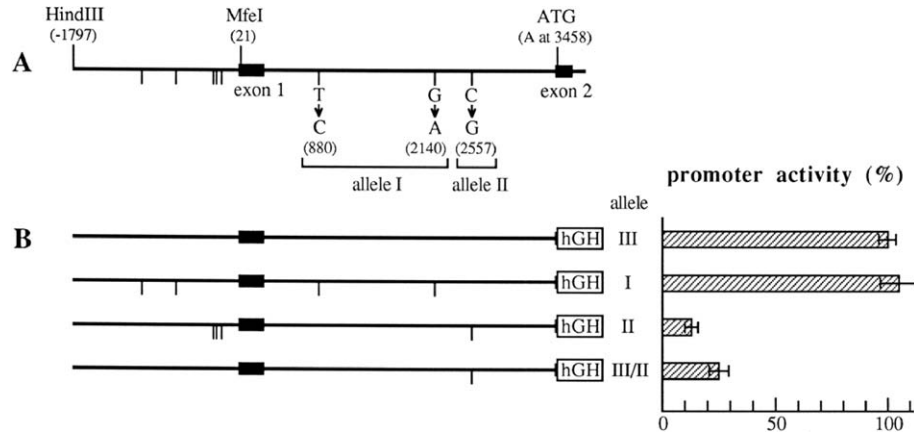 HindIII MfeI ATG
(-1797) (21) (A at 3458)
A
exon 1 T G C exon 2
C A G
(880) (2140) (2557)
allele I allele II
promoter activity (%)
allele
B hGH III
hGH I
hGH II
hGH III/II
0 50 100